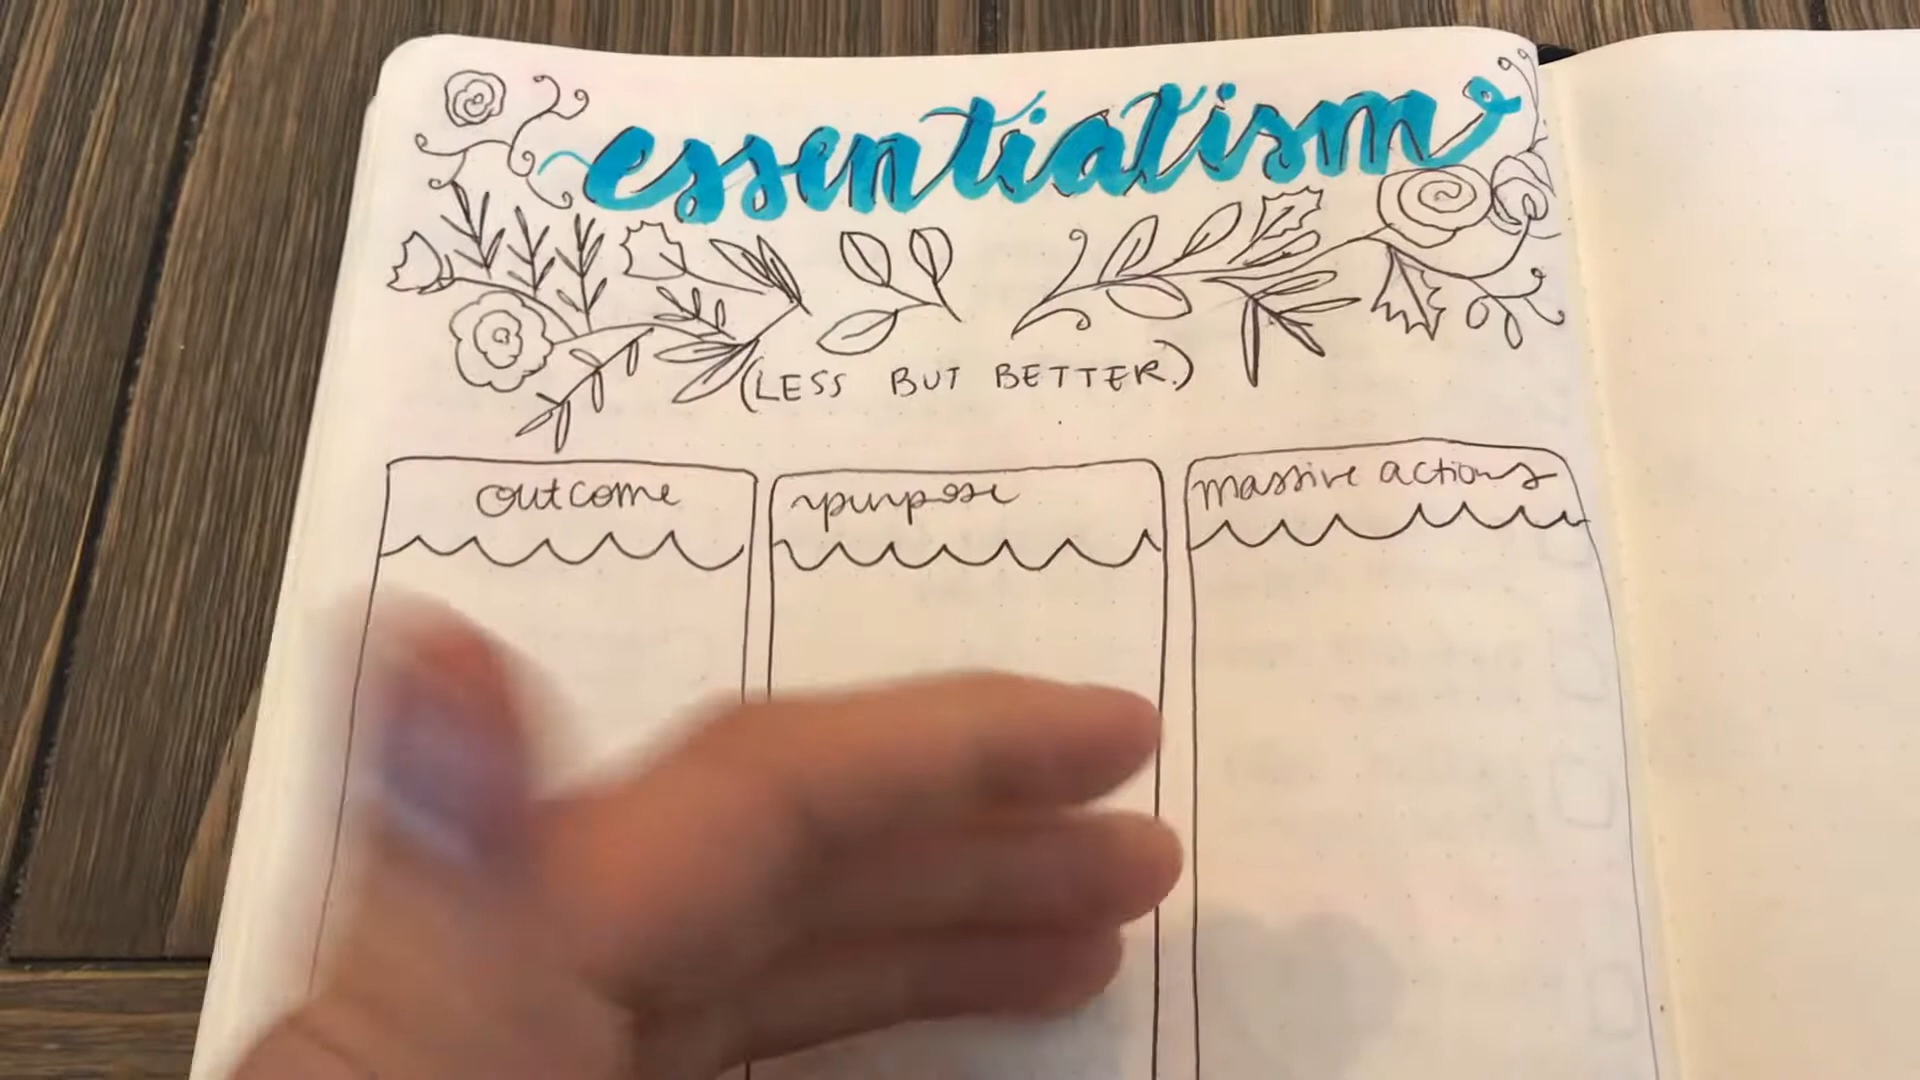 essentialism
(LESS BUT BETTER.)
outcome
purpose
massive actions